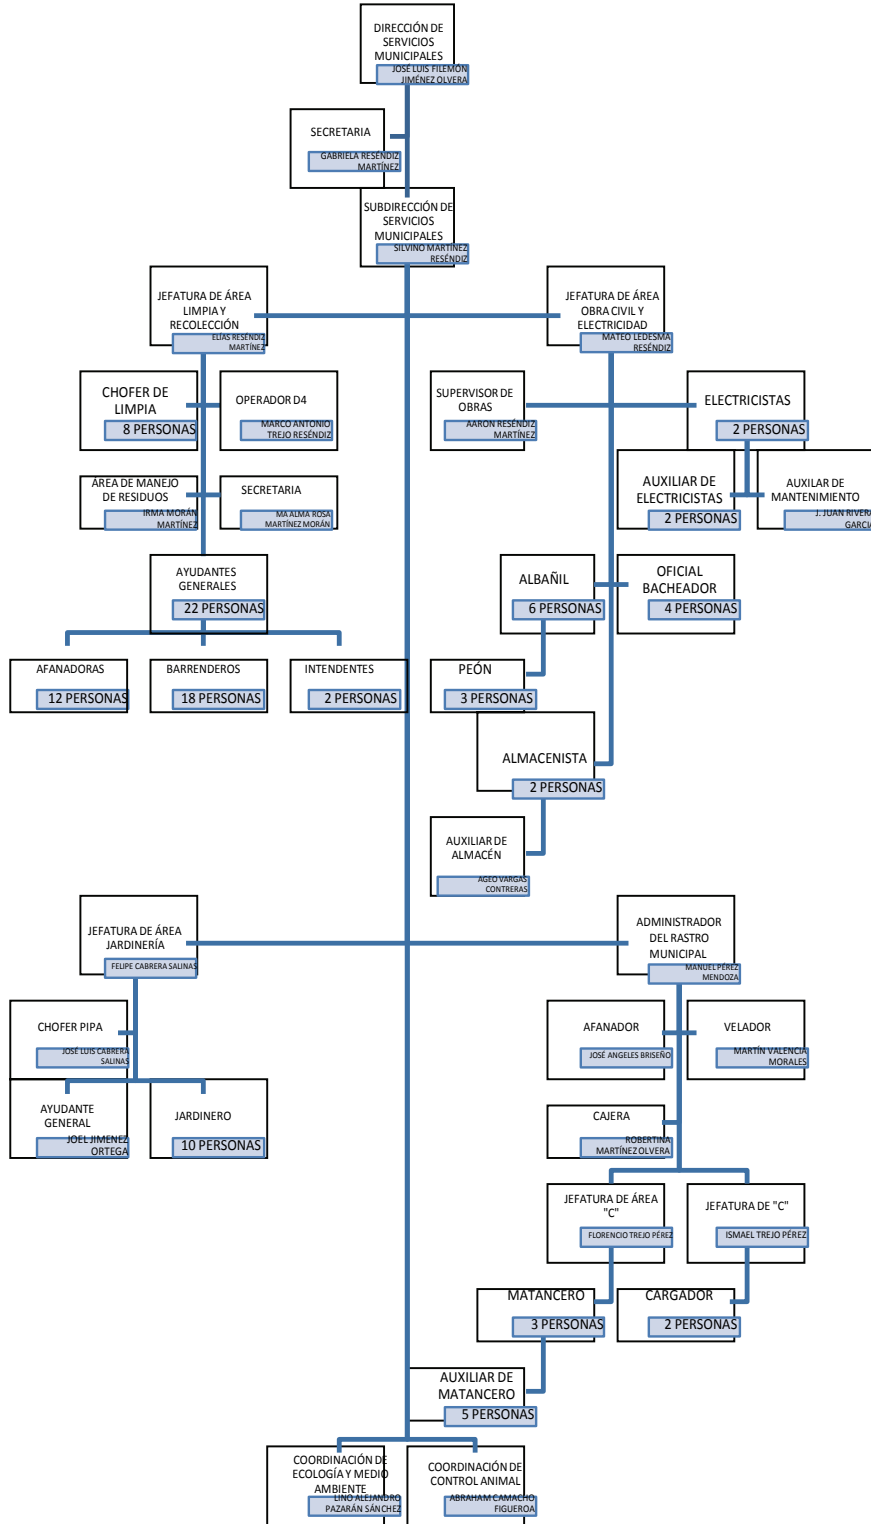 DIRECCIÓN DE
SERVICIOS
MUNICIPALES
JOSÉ LUIS FILEMÓN
JIMÉNEZ OLVERA
SECRETARIA
GABRIELA RESÉNDIZ
MARTÍNEZ
SUBDIRECCIÓN DE
SERVICIOS
MUNICIPALES
SILVINO MARTÍNEZ
RESÉNDIZ
JEFATURA DE ÁREA
LIMPIA Y
RECOLECCIÓN
ELÍAS RESÉNDIZ
MARTÍNEZ
JEFATURA DE ÁREA
OBRA CIVIL Y
ELECTRICIDAD
MATEO LEDESMA
RESÉNDIZ
CHOFER DE
LIMPIA
8 PERSONAS
OPERADOR D4
MARCO ANTONIO
TREJO RESÉNDIZ
SUPERVISOR DE
OBRAS
AARON RESÉNDIZ
MARTÍNEZ
ELECTRICISTAS
2 PERSONAS
ÁREA DE MANEJO
DE RESIDUOS
IRMA MORÁN
MARTÍNEZ
SECRETARIA
MA ALMA ROSA
MARTÍNEZ MORÁN
AUXILIAR DE
ELECTRICISTAS
2 PERSONAS
AUXILAR DE
MANTENIMIENTO
J. JUAN RIVERA
GARCIA
AYUDANTES
GENERALES
22 PERSONAS
ALBAÑIL
6 PERSONAS
OFICIAL
BACHEADOR
4 PERSONAS
AFANADORAS
12 PERSONAS
BARRENDEROS
18 PERSONAS
INTENDENTES
2 PERSONAS
PEÓN
3 PERSONAS
ALMACENISTA
2 PERSONAS
AUXILIAR DE
ALMACÉN
AGEO VARGAS
CONTRERAS
JEFATURA DE ÁREA
JARDINERÍA
FELIPE CABRERA SALINAS
ADMINISTRADOR
DEL RASTRO
MUNICIPAL
MANUEL PÉREZ
MENDOZA
CHOFER PIPA
JOSÉ LUIS CABRERA
SALINAS
AFANADOR
JOSÉ ANGELES BRISEÑO
VELADOR
MARTÍN VALENCIA
MORALES
AYUDANTE
GENERAL
JOEL JIMENEZ
ORTEGA
JARDINERO
10 PERSONAS
CAJERA
ROBERTINA
MARTÍNEZ OLVERA
JEFATURA DE ÁREA
"C"
FLORENCIO TREJO PÉREZ
JEFATURA DE "C"
ISMAEL TREJO PÉREZ
MATANCERO
3 PERSONAS
CARGADOR
2 PERSONAS
AUXILIAR DE
MATANCERO
5 PERSONAS
COORDINACIÓN DE
ECOLOGÍA Y MEDIO
AMBIENTE
LINO ALEJANDRO
PAZARÁN SÁNCHEZ
COORDINACIÓN DE
CONTROL ANIMAL
ABRAHAM CAMACHO
FIGUEROA